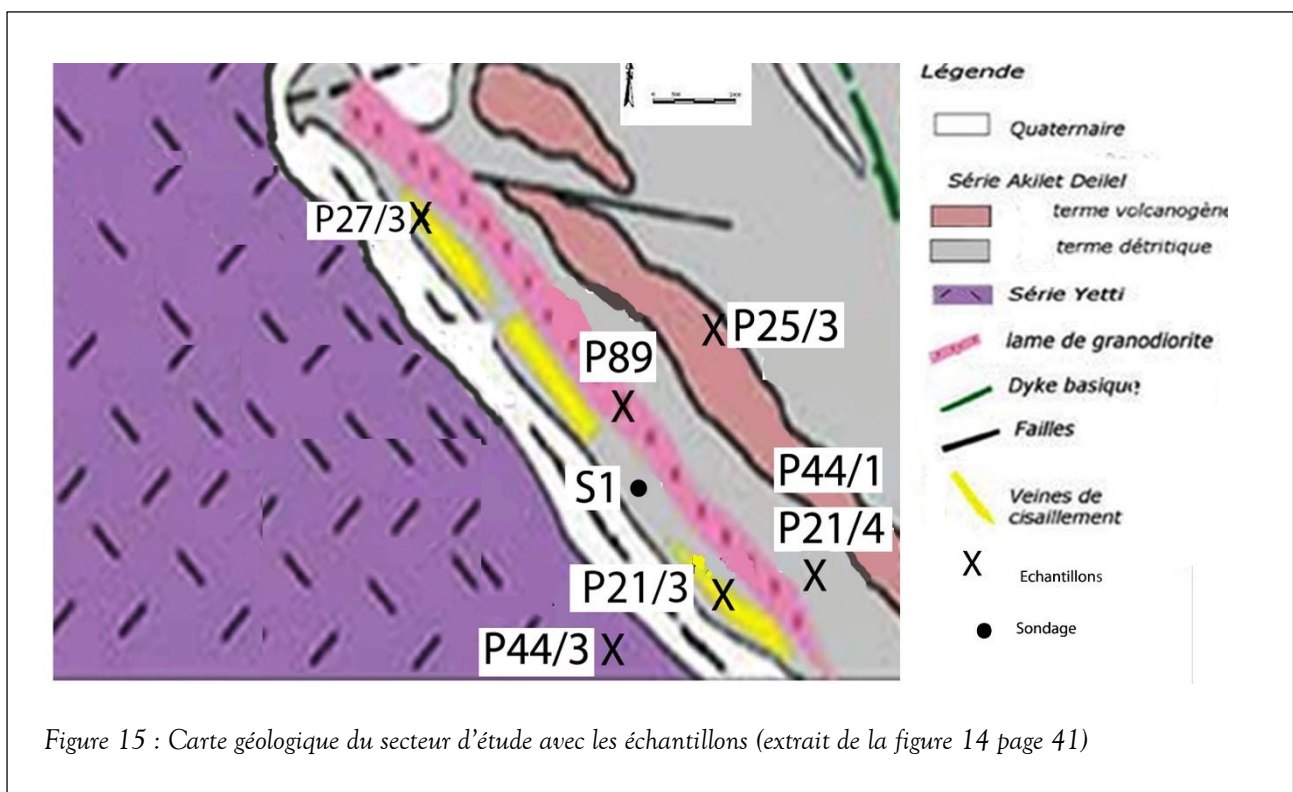 P27/3 X
X P25/3
P89
X
S1
P44/1
P21/4
X
P21/3 X
P44/3 X
Légende
Quaternaire
Série Akilet Deilel
terme volcanogène
terme détritique
Série Yetti
lame de granodiorite
Dyke basique
Failles
Veines de
cisaillement
X Echantillons
Sondage
Figure 15 : Carte géologique du secteur d'étude avec les échantillons (extrait de la figure 14 page 41)